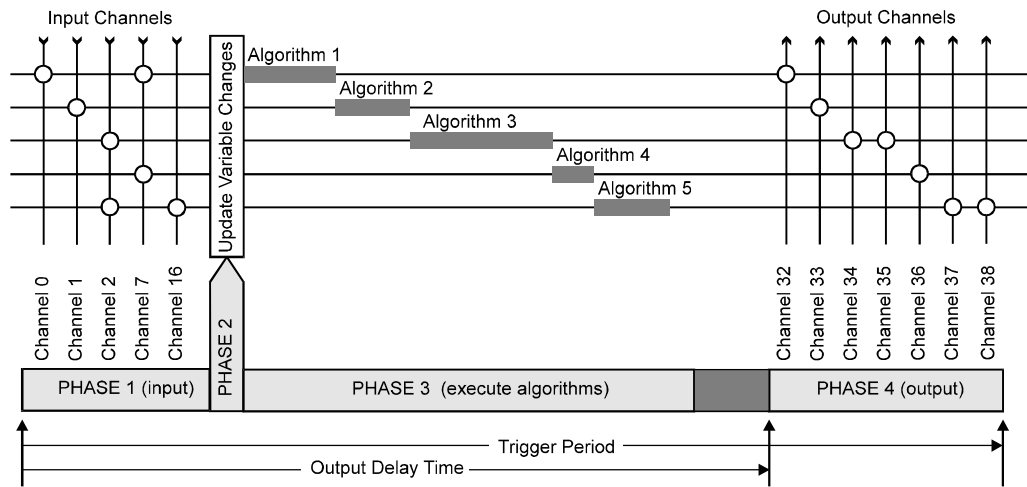 Input Channels
Output Channels
Update Variable Changes
Algorithm 1
Algorithm 2
Algorithm 3
Algorithm 4
Algorithm 5
Channel 0
Channel 1
Channel 2
Channel 7
Channel 16
Channel 32
Channel 33
Channel 34
Channel 35
Channel 36
Channel 37
Channel 38
PHASE 1 (input)
PHASE 2
PHASE 3 (execute algorithms)
PHASE 4 (output)
Trigger Period
Output Delay Time